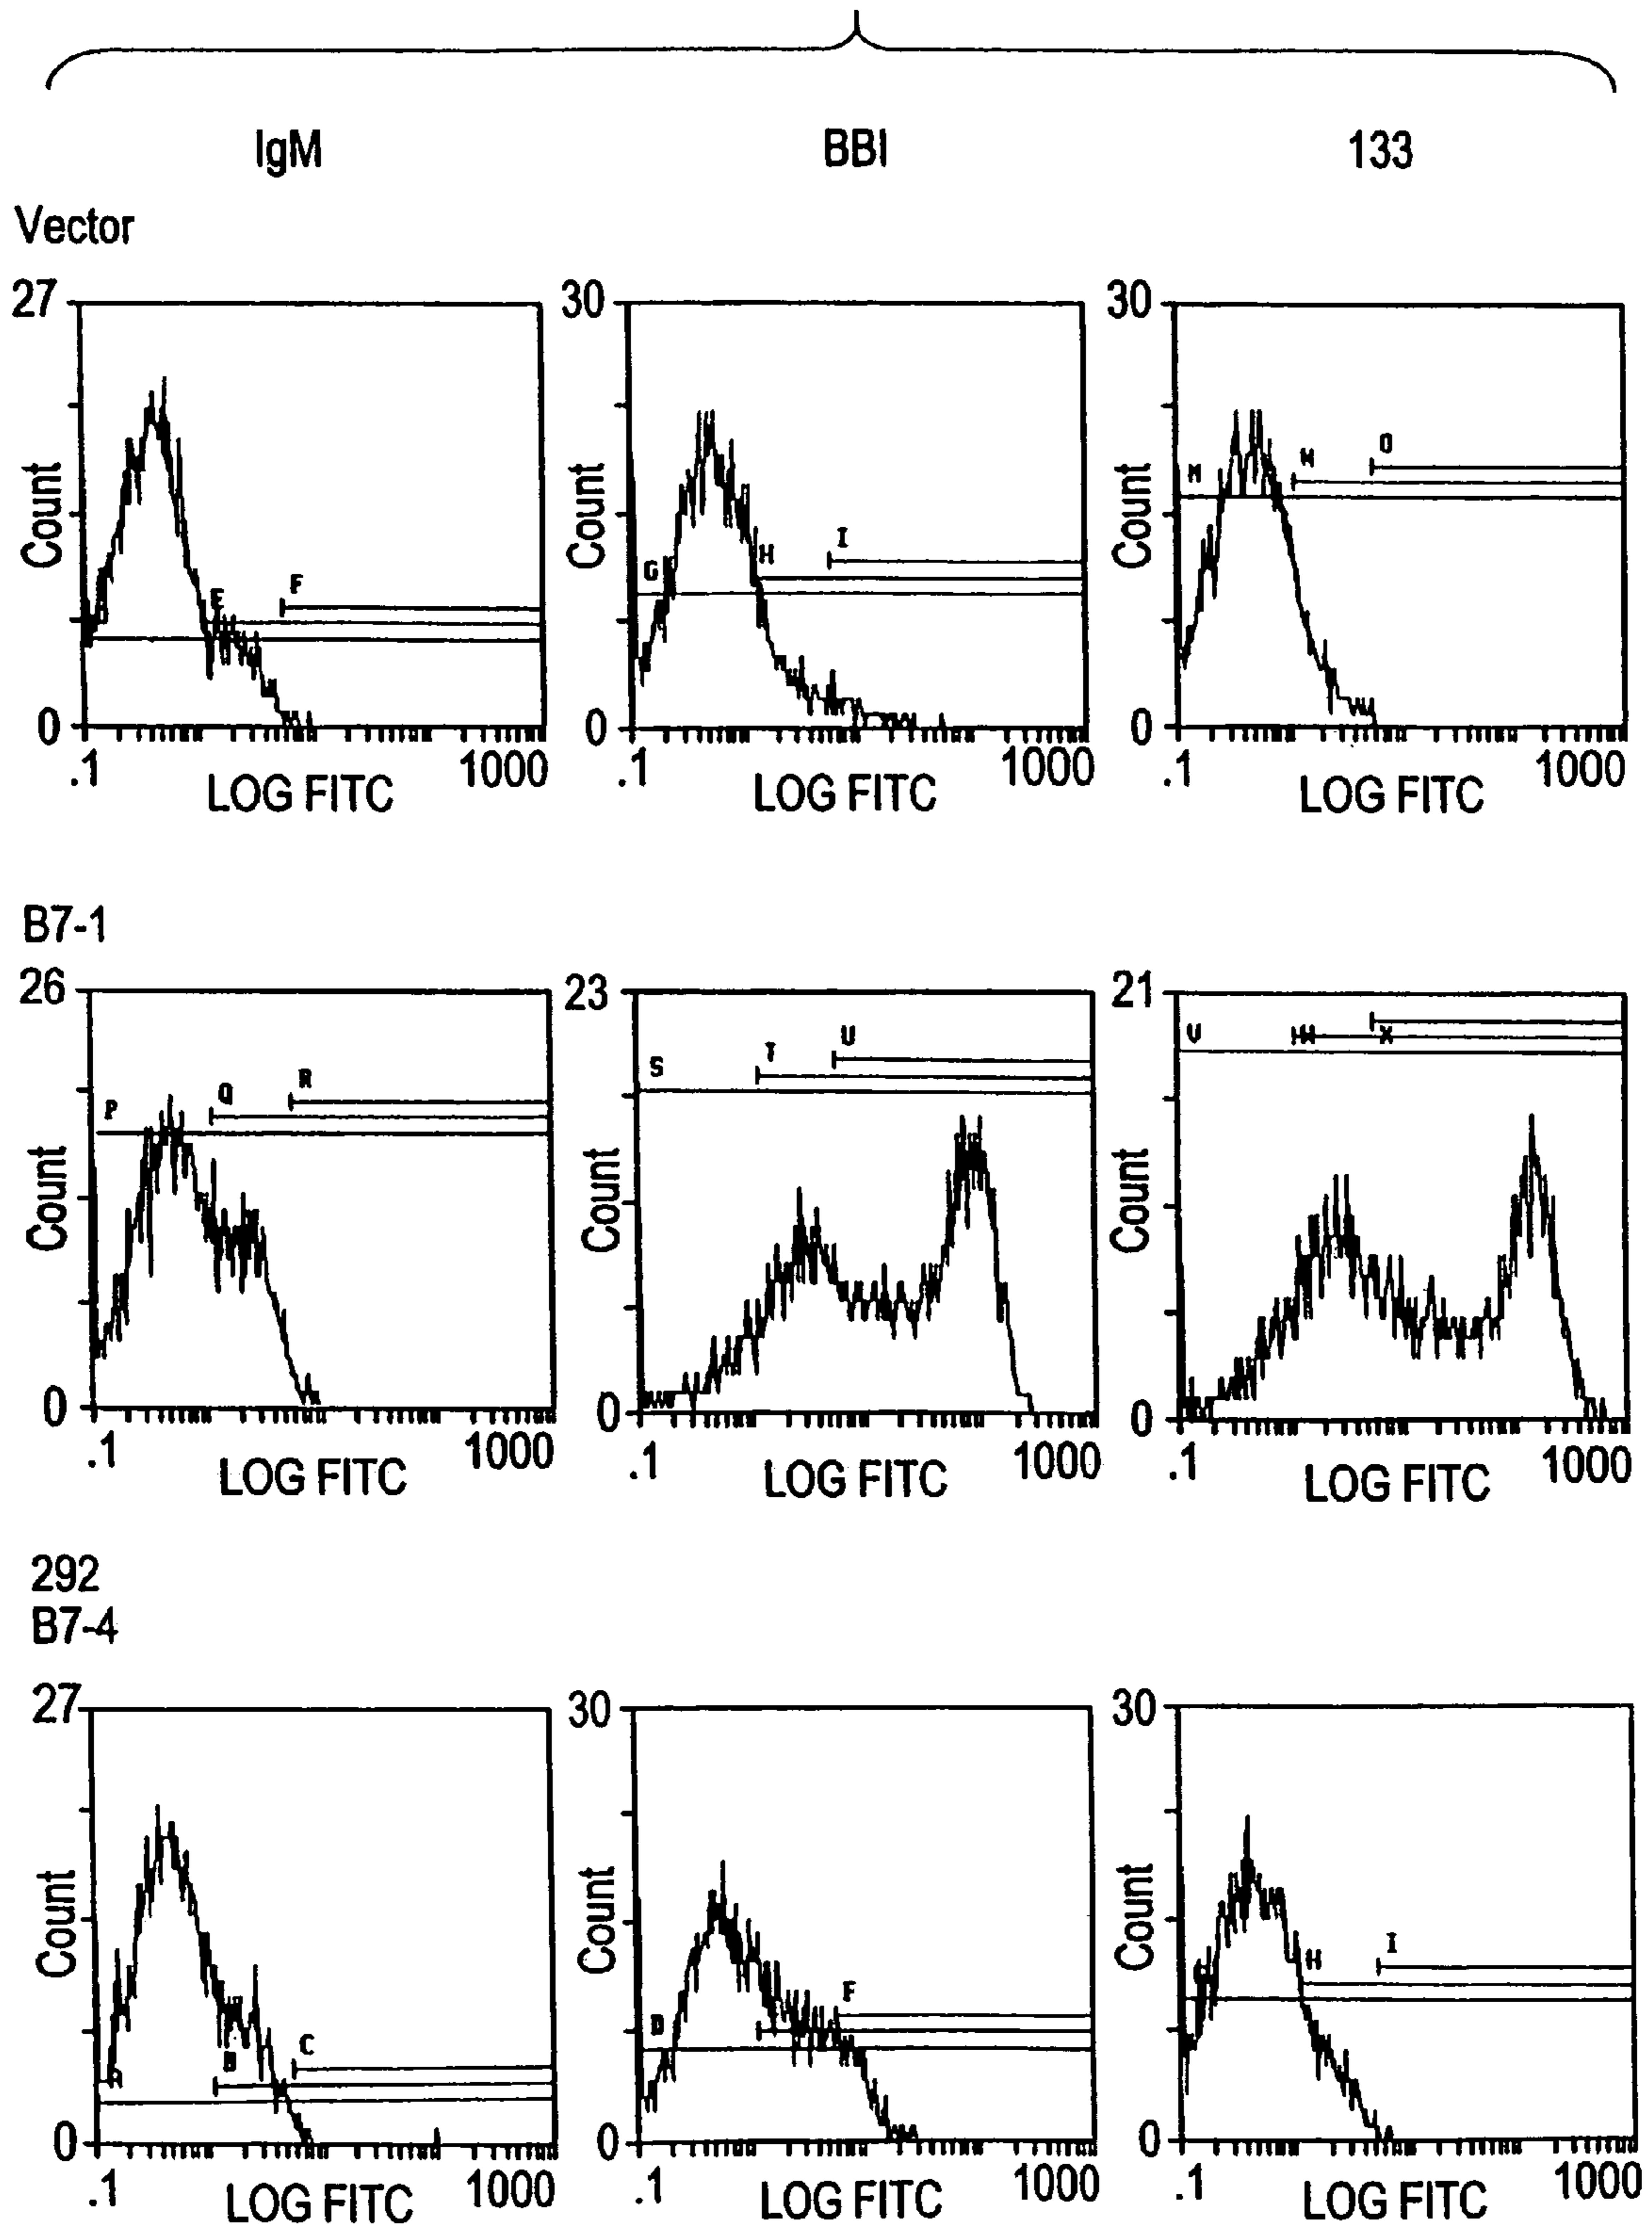 IgM BBI 133
Vector
27 30 30
Count Count Count
E F
G H I
M O
0 0 0
.1 1000 .1 1000 .1 1000
LOG FITC LOG FITC LOG FITC
B7-1
26 23 21
Count Count Count
P Q R
S T U
V W X
0 0 0
.1 1000 .1 1000 .1 1000
LOG FITC LOG FITC LOG FITC
292
B7-4
27 30 30
Count Count Count
B C
D F
H I
0 0 0
.1 1000 .1 1000 .1 1000
LOG FITC LOG FITC LOG FITC